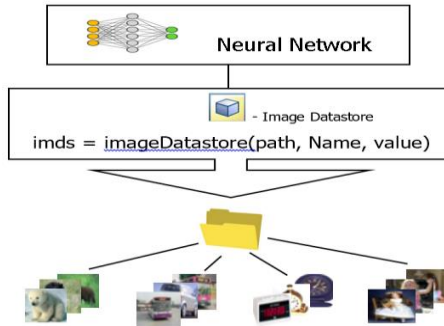 Neural Network
- Image Datastore
imds = imageDatastore(path, Name, value)